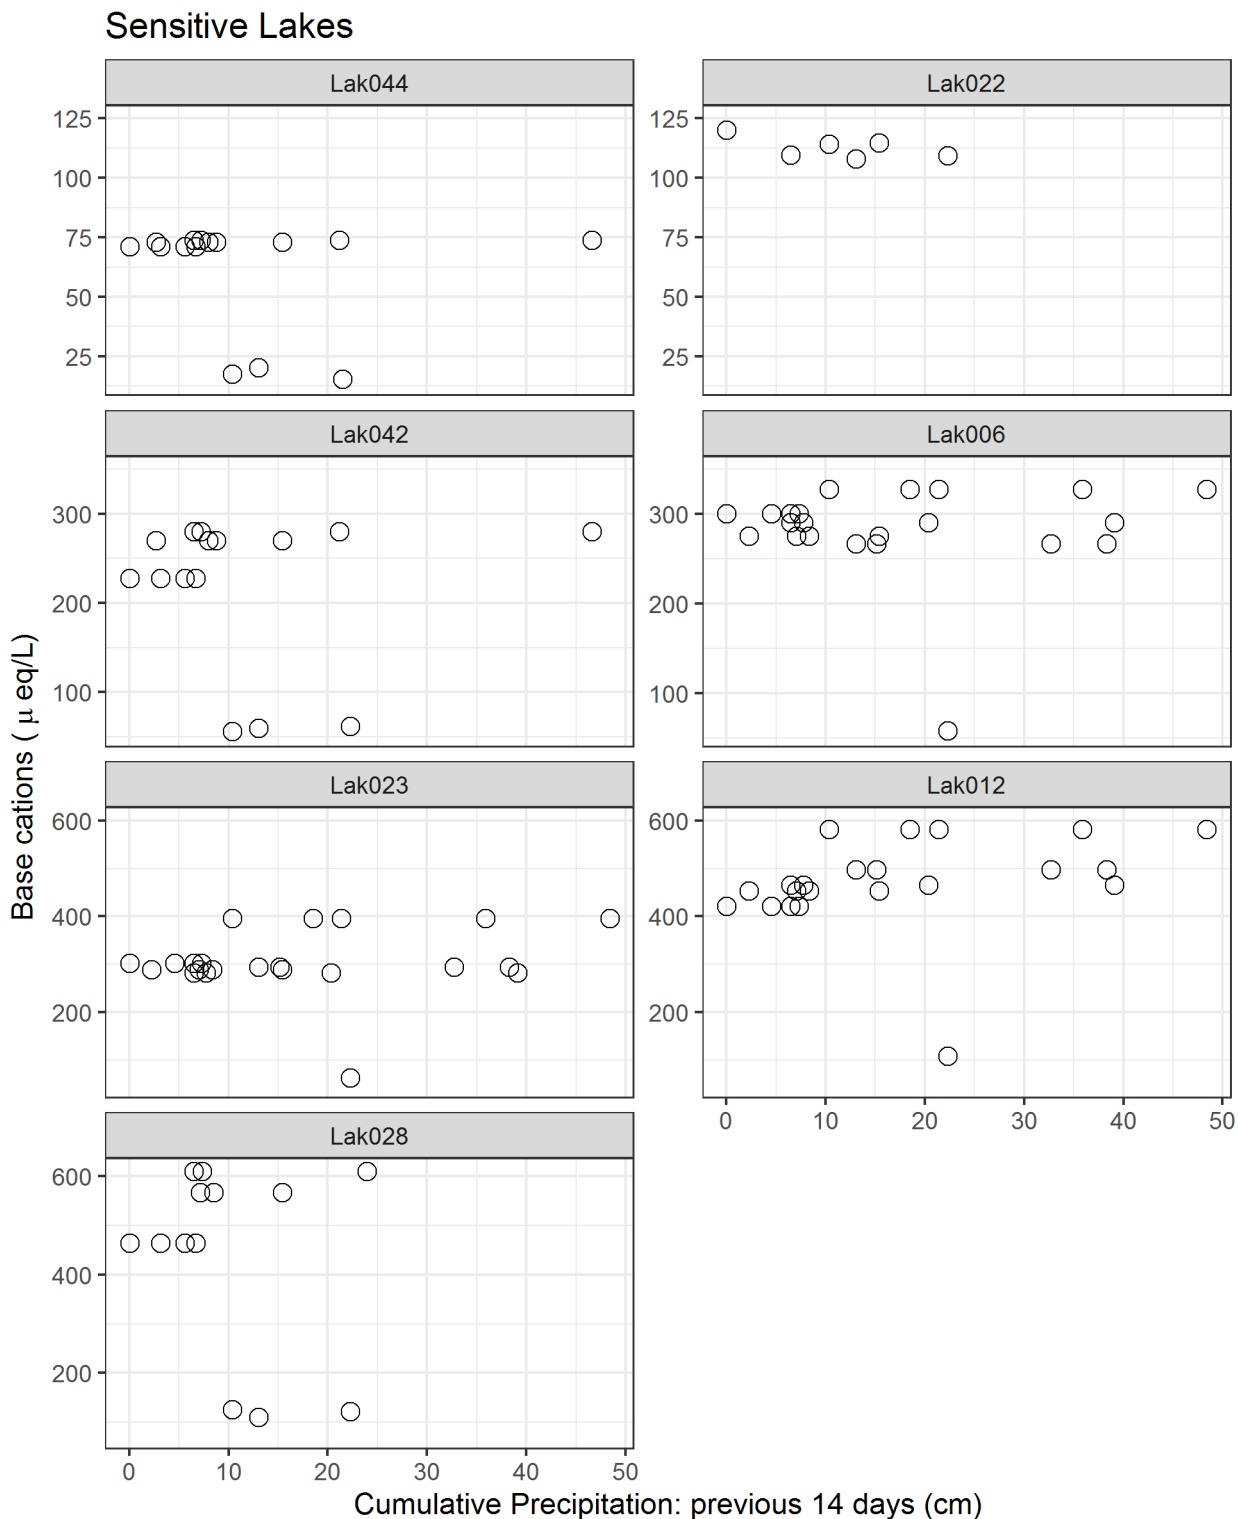 Sensitive Lakes
Lak044
Lak022
125
100
75
50
25
125
100
75
50
25
Lak042
Lak006
300
200
100
300
200
100
Lak023
Lak012
600
400
200
600
400
200
0 10 20 30 40 50
Lak028
600
400
200
0 10 20 30 40 50
Base cations ( μ eq/L)
Cumulative Precipitation: previous 14 days (cm)